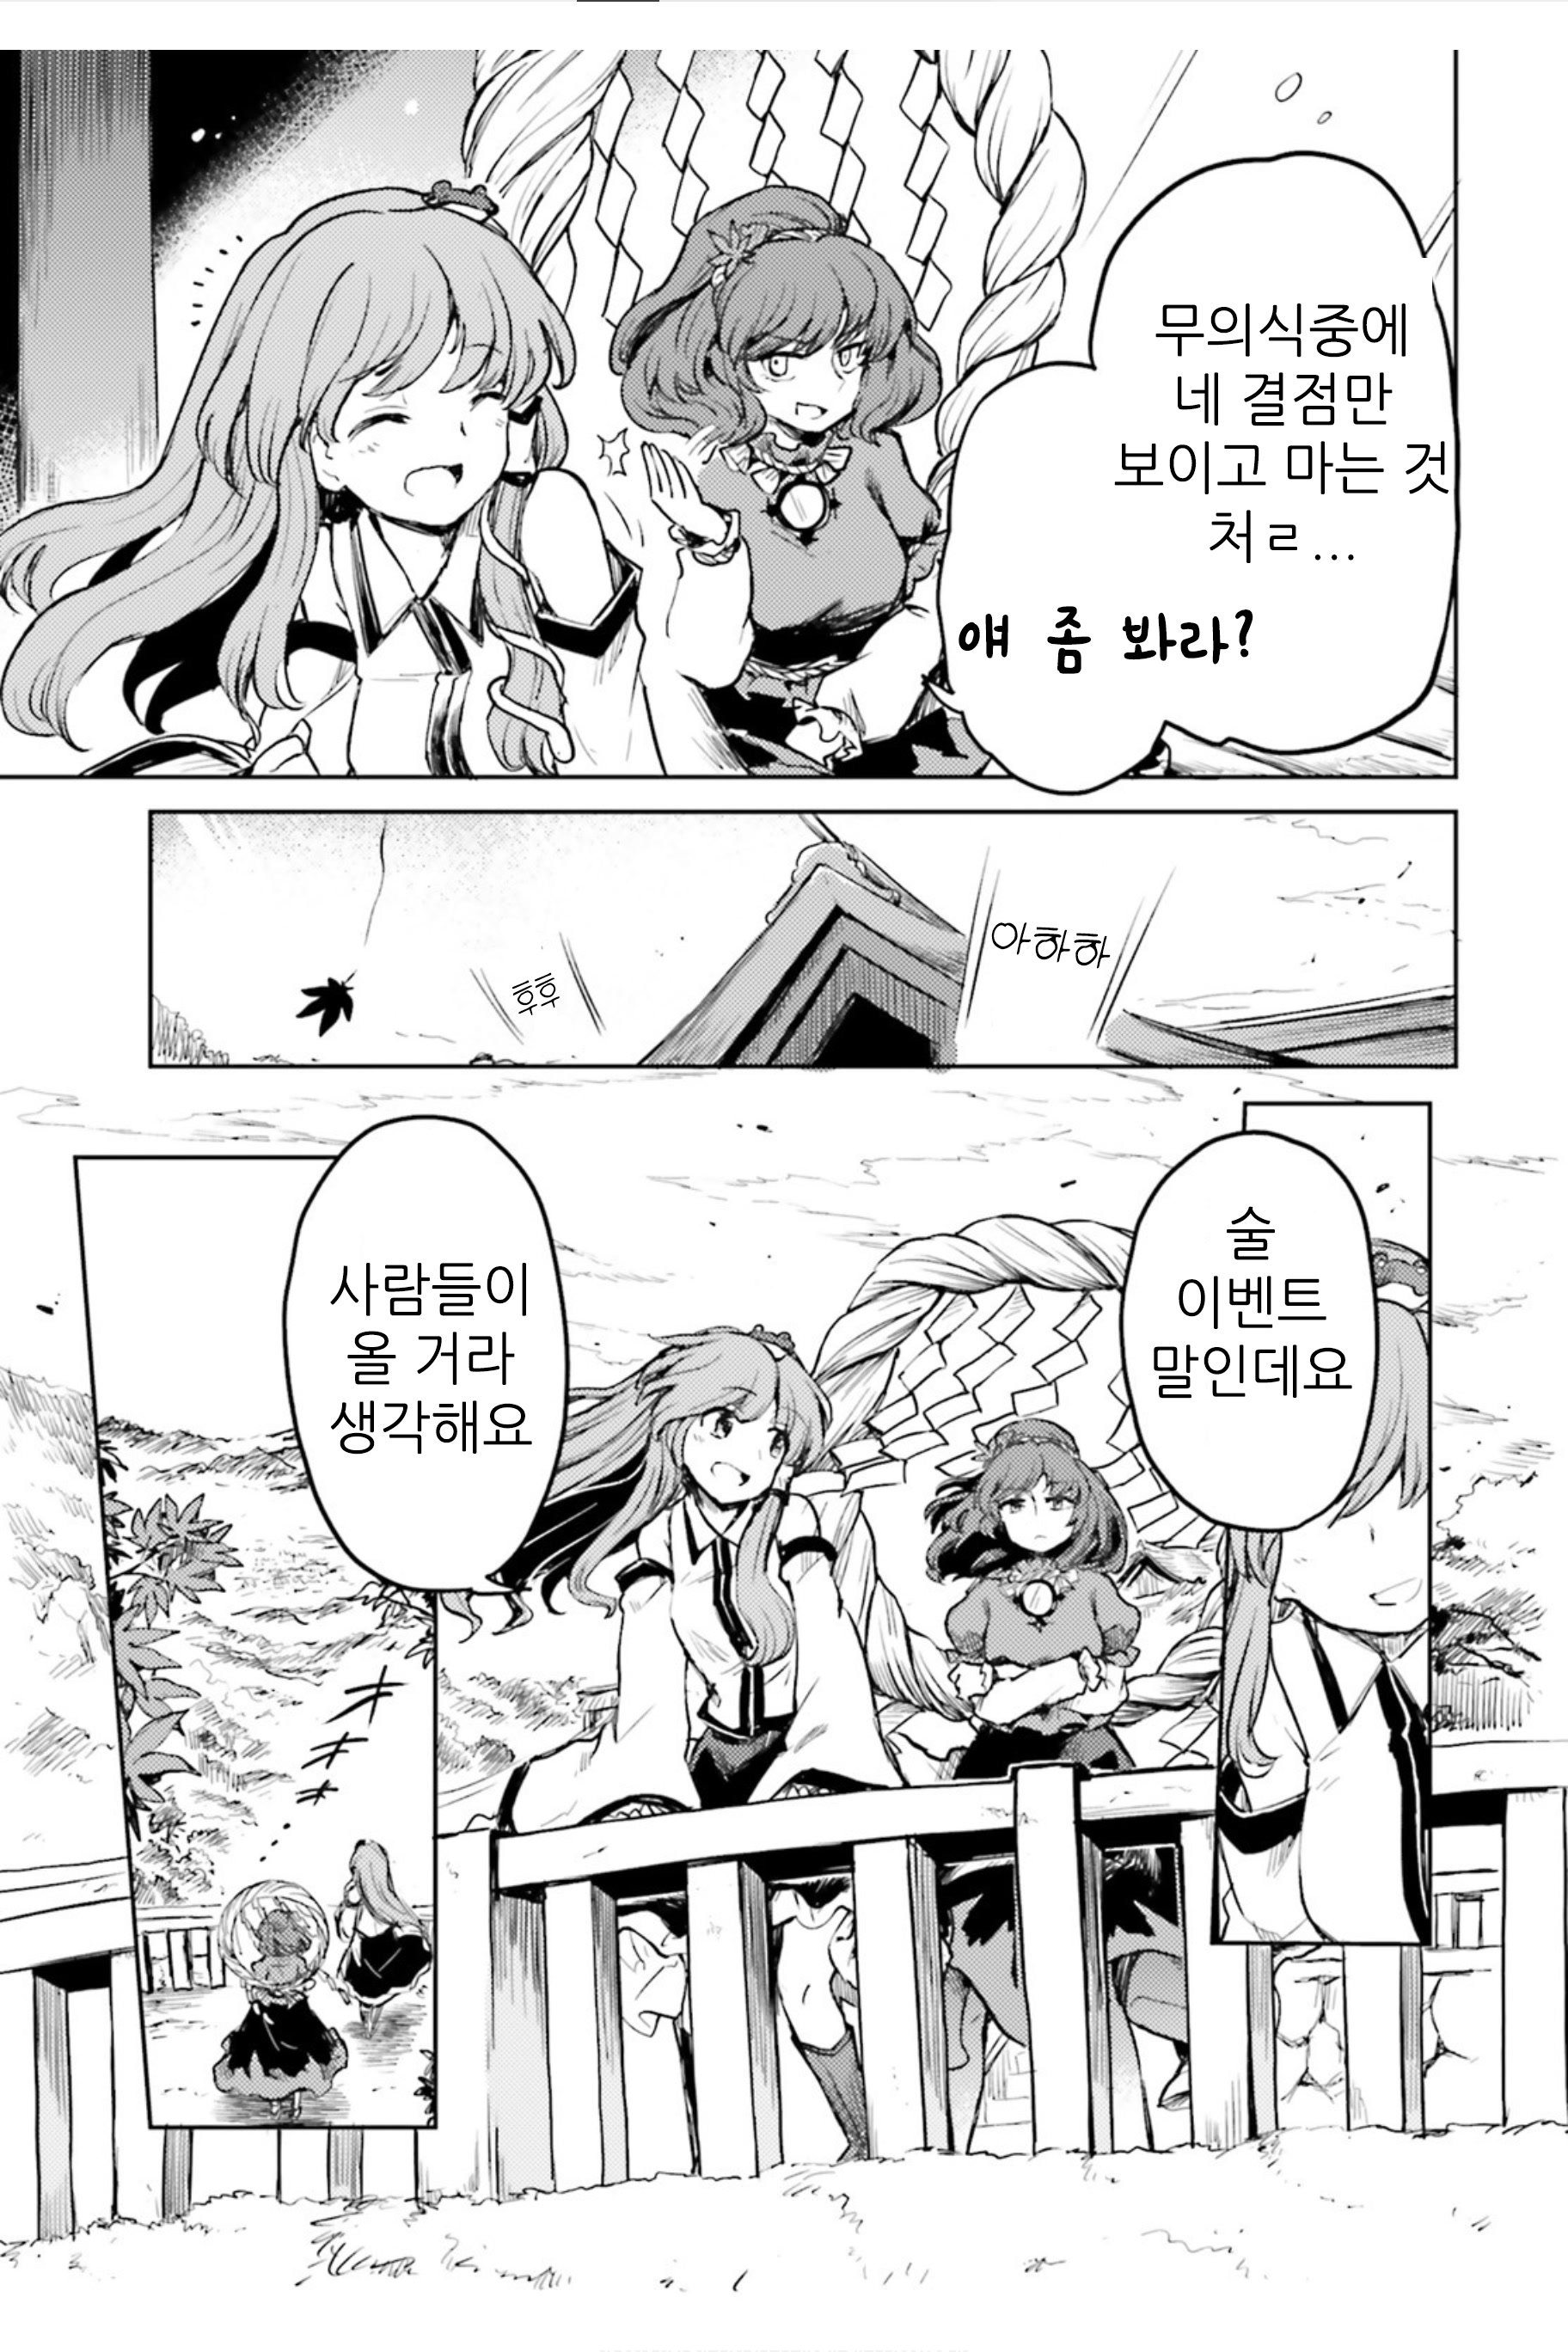 무의식중에
네 결점만
보이고 마는 것
처ㄹ...
얘 좀 봐라?
아하하
후후
술
이벤트
말인데요
사람들이
올 거라
생각해요